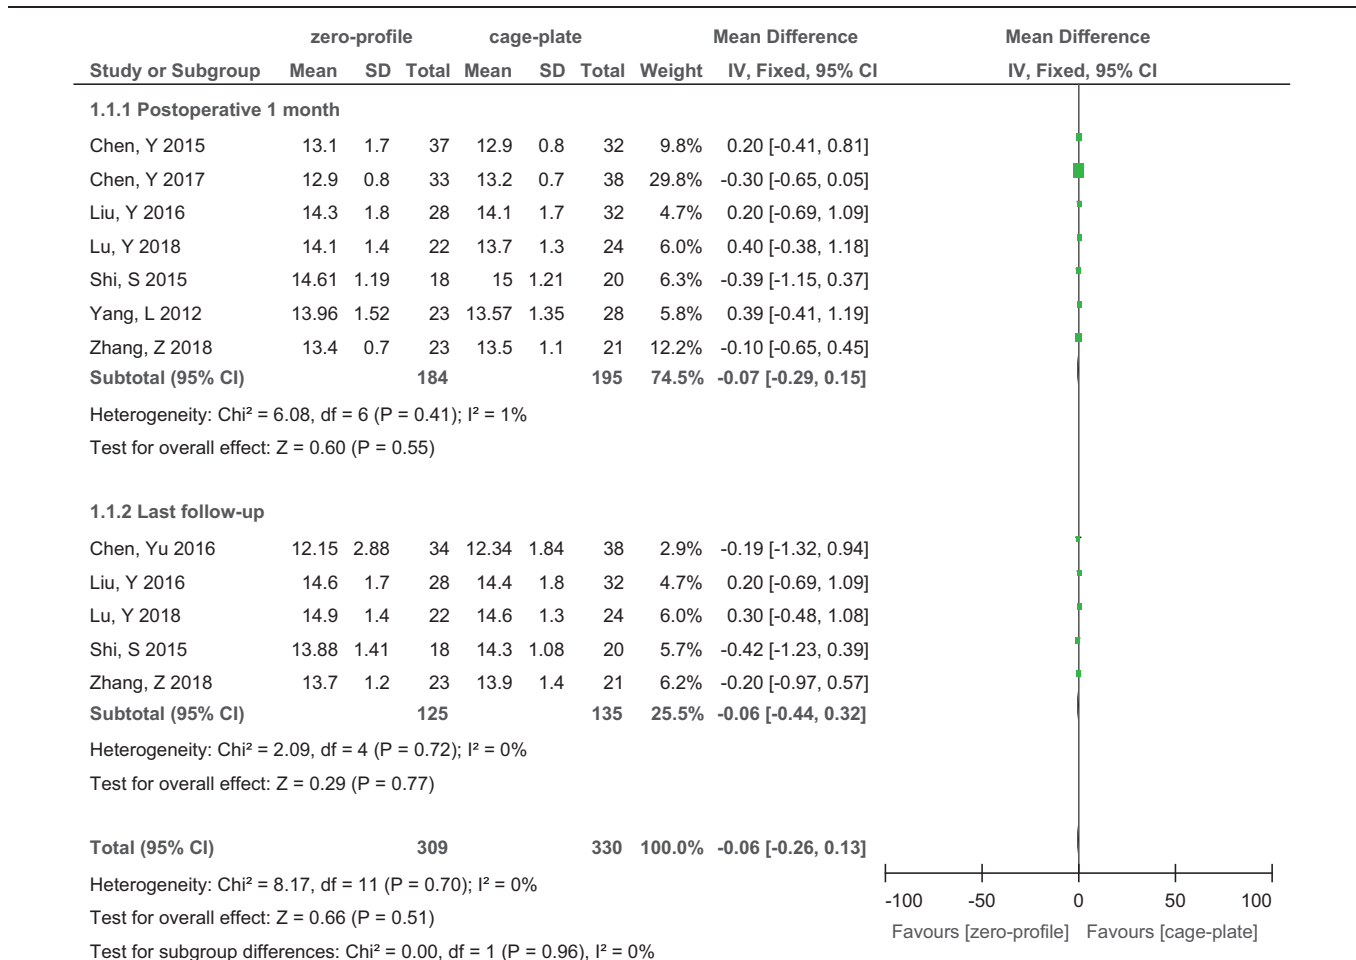 zero-profile cage-plate Mean Difference Mean Difference
Study or Subgroup Mean SD Total Mean SD Total Weight IV, Fixed, 95% CI IV, Fixed, 95% CI
1.1.1 Postoperative 1 month
Chen, Y 2015 13.1 1.7 37 12.9 0.8 32 9.8% 0.20 [-0.41, 0.81]
Chen, Y 2017 12.9 0.8 33 13.2 0.7 38 29.8% -0.30 [-0.65, 0.05]
Liu, Y 2016 14.3 1.8 28 14.1 1.7 32 4.7% 0.20 [-0.69, 1.09]
Lu, Y 2018 14.1 1.4 22 13.7 1.3 24 6.0% 0.40 [-0.38, 1.18]
Shi, S 2015 14.61 1.19 18 15 1.21 20 6.3% -0.39 [-1.15, 0.37]
Yang, L 2012 13.96 1.52 23 13.57 1.35 28 5.8% 0.39 [-0.41, 1.19]
Zhang, Z 2018 13.4 0.7 23 13.5 1.1 21 12.2% -0.10 [-0.65, 0.45]
Subtotal (95% CI) 184 195 74.5% -0.07 [-0.29, 0.15]
Heterogeneity: Chi² = 6.08, df = 6 (P = 0.41); I² = 1%
Test for overall effect: Z = 0.60 (P = 0.55)
1.1.2 Last follow-up
Chen, Yu 2016 12.15 2.88 34 12.34 1.84 38 2.9% -0.19 [-1.32, 0.94]
Liu, Y 2016 14.6 1.7 28 14.4 1.8 32 4.7% 0.20 [-0.69, 1.09]
Lu, Y 2018 14.9 1.4 22 14.6 1.3 24 6.0% 0.30 [-0.48, 1.08]
Shi, S 2015 13.88 1.41 18 14.3 1.08 20 5.7% -0.42 [-1.23, 0.39]
Zhang, Z 2018 13.7 1.2 23 13.9 1.4 21 6.2% -0.20 [-0.97, 0.57]
Subtotal (95% CI) 125 135 25.5% -0.06 [-0.44, 0.32]
Heterogeneity: Chi² = 2.09, df = 4 (P = 0.72); I² = 0%
Test for overall effect: Z = 0.29 (P = 0.77)
Total (95% CI) 309 330 100.0% -0.06 [-0.26, 0.13]
Heterogeneity: Chi² = 8.17, df = 11 (P = 0.70); I² = 0%
Test for overall effect: Z = 0.66 (P = 0.51)
Test for subgroup differences: Chi² = 0.00, df = 1 (P = 0.96), I² = 0%
-100 -50 0 50 100
Favours [zero-profile] Favours [cage-plate]